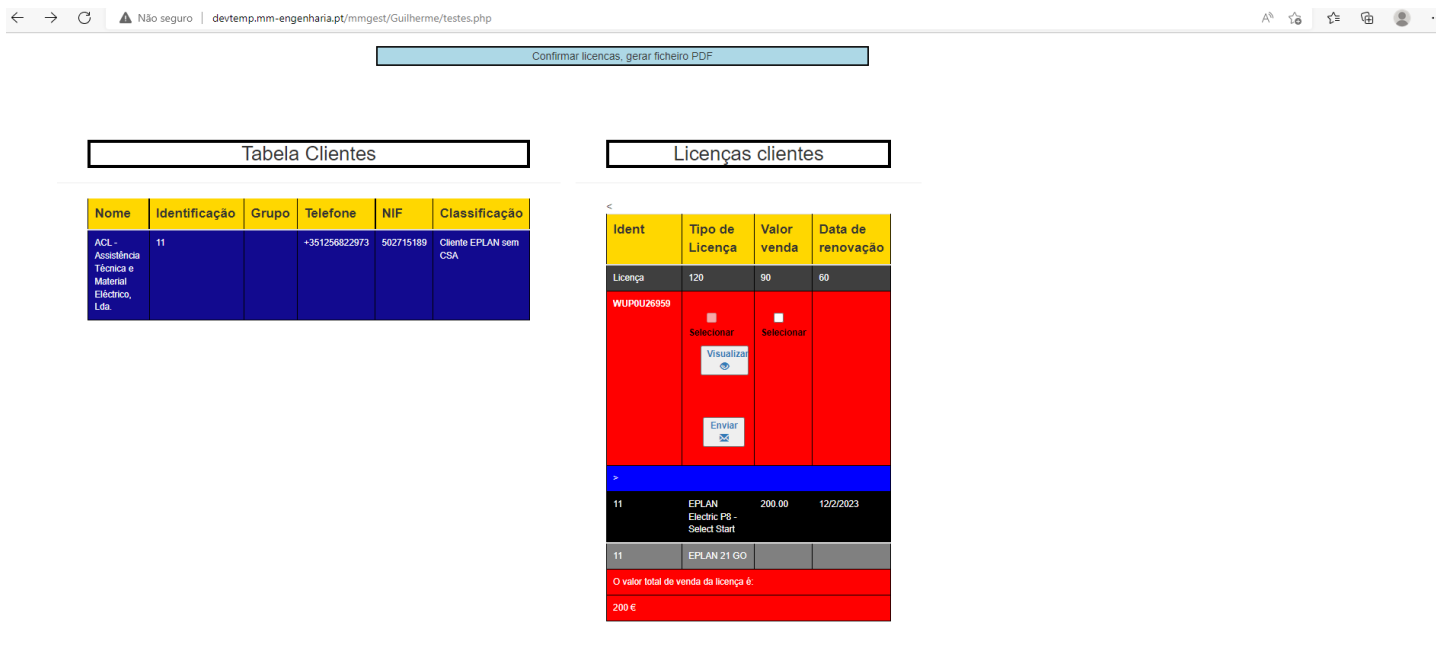 Não seguro | devtemp.mm-engenharia.pt/mmgest/Guilherme/testes.php
Confirmar licencas, gerar ficheiro PDF
Tabela Clientes
Nome Identificação Grupo Telefone NIF Classificação
ACL - 11 +351256822973 502715189 Cliente EPLAN sem
Assistência CSA
Técnica e
Material
Eléctrico,
Lda.
Licenças clientes
<
Ident Tipo de Valor Data de
Licença venda renovação
Licença 120 90 60
WUP0U26959
Selecionar Selecionar
Visualizar
Enviar
>
11 EPLAN 200.00 12/2/2023
Electric P8 -
Select Start
11 EPLAN 21 GO
O valor total de venda da licença é:
200 €